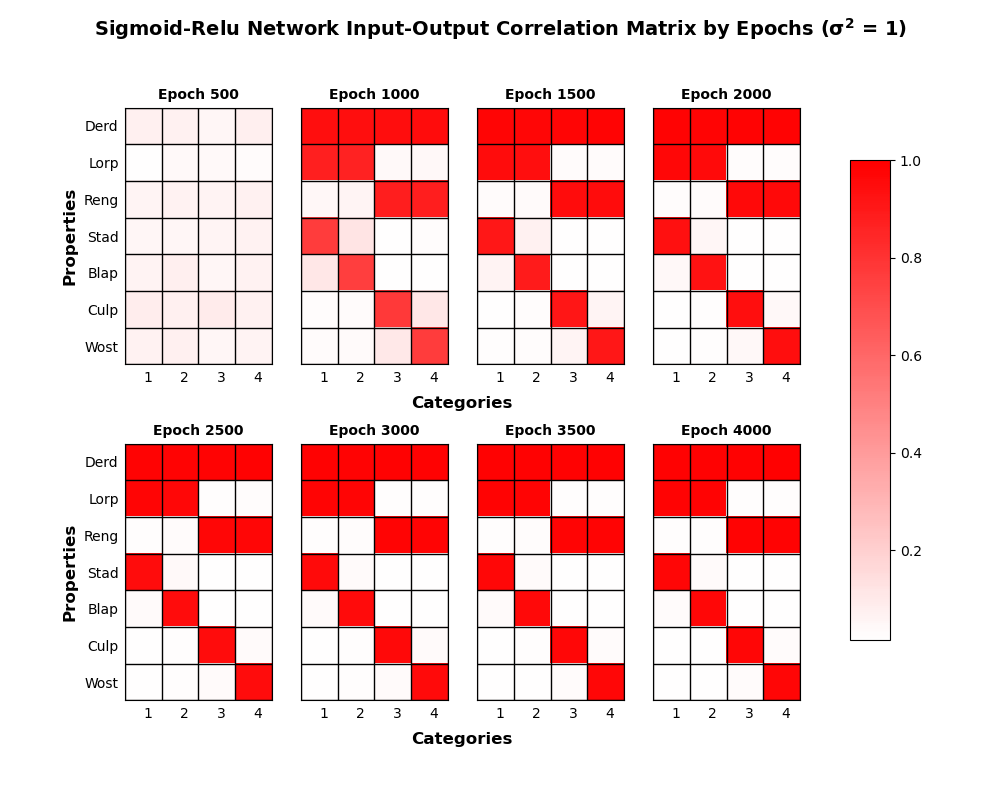 Sigmoid-Relu Network Input-Output Correlation Matrix by Epochs (σ² = 1)
Epoch 500 Epoch 1000 Epoch 1500 Epoch 2000
Properties
Derd
Lorp
Reng
Stad
Blap
Culp
Wost
1 2 3 4 1 2 3 4 1 2 3 4 1 2 3 4
Categories
Epoch 2500 Epoch 3000 Epoch 3500 Epoch 4000
Properties
Derd
Lorp
Reng
Stad
Blap
Culp
Wost
1 2 3 4 1 2 3 4 1 2 3 4 1 2 3 4
Categories
1.0
0.8
0.6
0.4
0.2